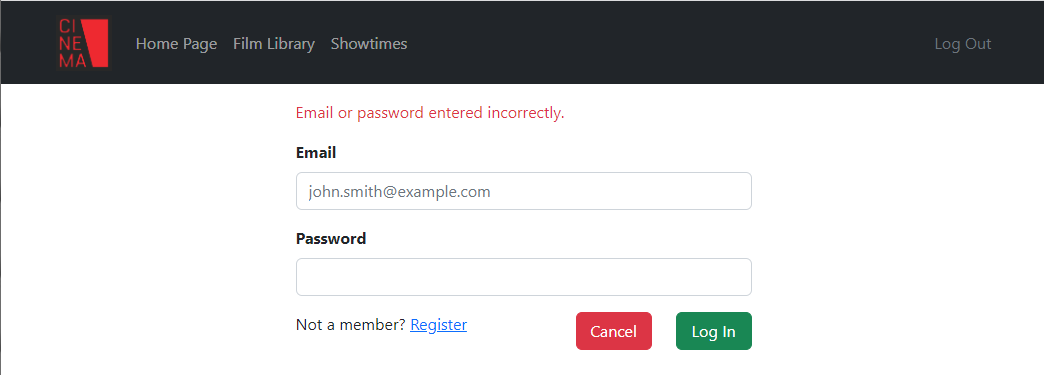 CI
NE
MA
Home Page Film Library Showtimes Log Out
Email or password entered incorrectly.
Email
john.smith@example.com
Password
Not a member? Register Cancel Log In